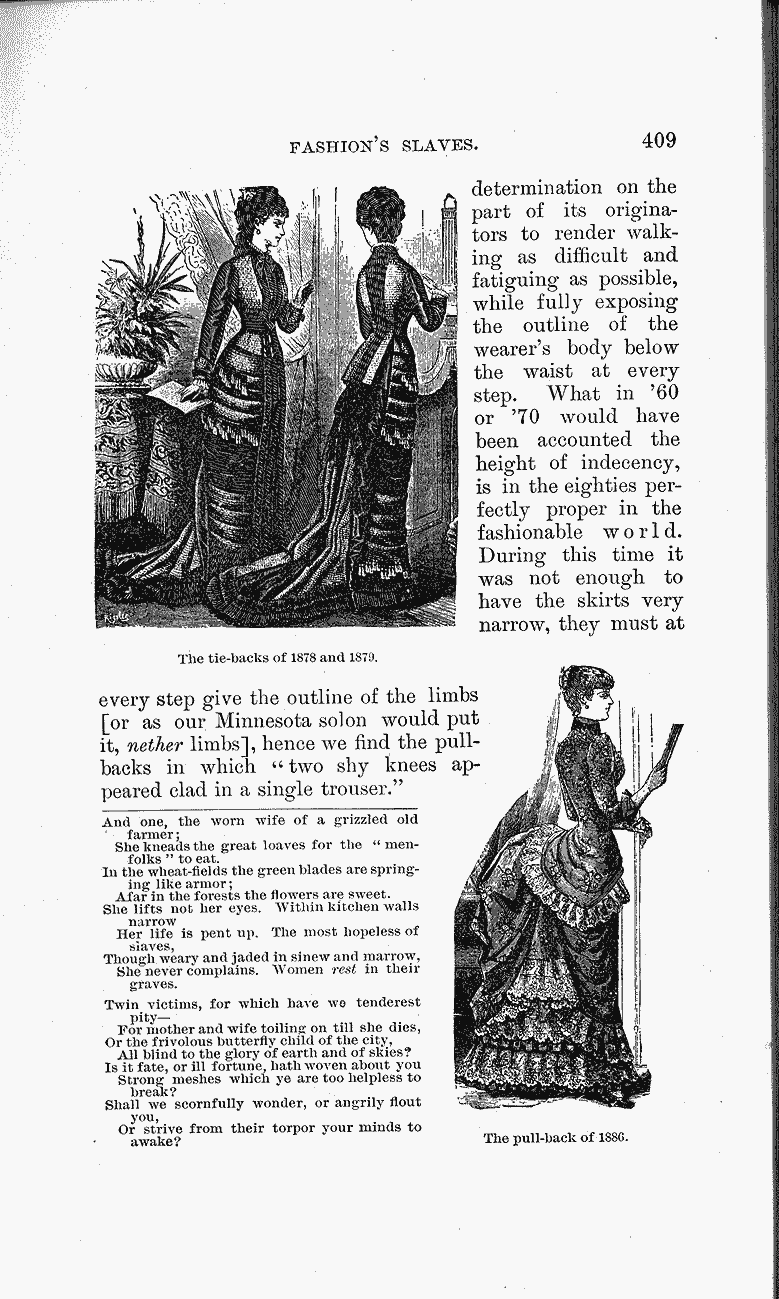 FASHION'S SLAVES.
409
determination on the
part of its origina-
tors to render walk-
ing as difficult and
fatiguing as possible,
while fully exposing
the outline of the
wearer's body below
the waist at every
step. What in '60
or '70 would have
been accounted the
height of indecency,
is in the eighties per-
fectly proper in the
fashionable world.
During this time it
was not enough to
have the skirts very
narrow, they must at
The tie-backs of 1878 and 1879.
every step give the outline of the limbs
[or as our Minnesota solon would put
it, nether limbs], hence we find the pull-
backs in which “two shy knees ap-
peared clad in a single trouser.”
And one, the worn wife of a grizzled old
farmer;
She kneads the great loaves for the “men-
folks” to eat.
In the wheat-fields the green blades are spring-
ing like armor;
Afar in the forests the flowers are sweet.
She lifts not her eyes. Within kitchen walls
narrow
Her life is pent up. The most hopeless of
slaves,
Though weary and jaded in sinew and marrow,
She never complains. Women rest in their
graves.
Twin victims, for which have we tenderest
pity—
For mother and wife toiling on till she dies,
Or the frivolous butterfly child of the city,
All blind to the glory of earth and of skies?
Is it fate, or ill fortune, hath woven about you
Strong meshes which ye are too helpless to
break?
Shall we scornfully wonder, or angrily flout
you,
Or strive from their torpor your minds to
awake?
The pull-back of 1886.